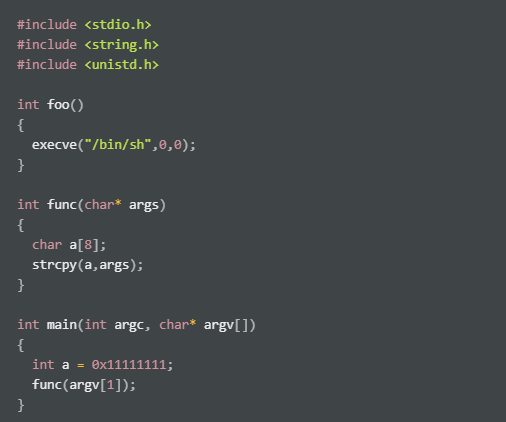 #include <stdio.h>
#include <string.h>
#include <unistd.h>

int foo()
{
  execve("/bin/sh",0,0);
}

int func(char* args)
{
  char a[8];
  strcpy(a,args);
}

int main(int argc, char* argv[])
{
  int a = 0x11111111;
  func(argv[1]);
}